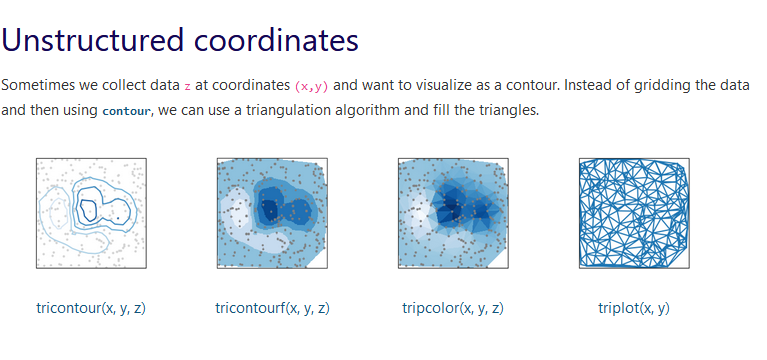 Unstructured coordinates
Sometimes we collect data z at coordinates (x,y) and want to visualize as a contour. Instead of gridding the data
and then using contour, we can use a triangulation algorithm and fill the triangles.
tricontour(x, y, z)
tricontourf(x, y, z)
tripcolor(x, y, z)
triplot(x, y)